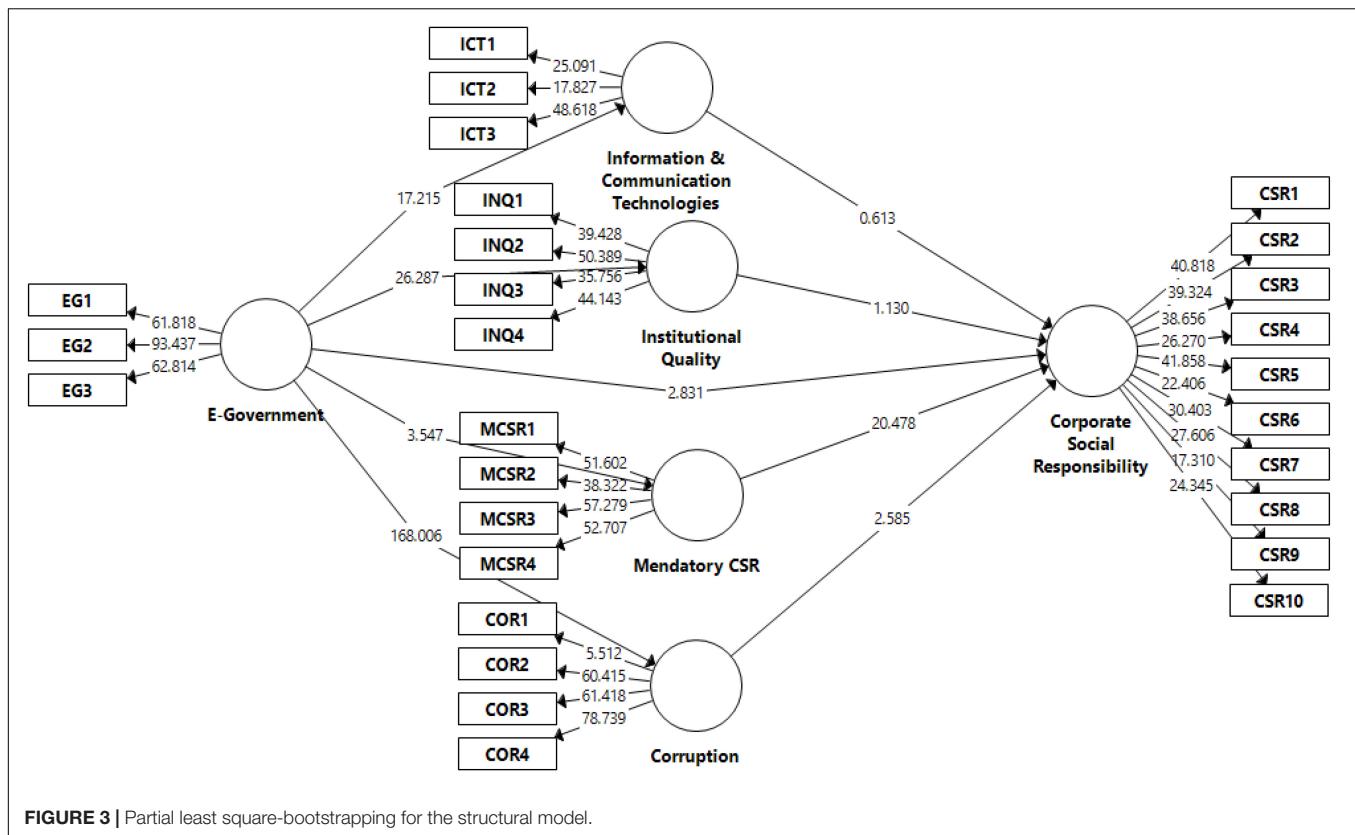 ICT1
25.091
ICT2
17.827
ICT3
48.618
Information &
Communication
Technologies
17.215
0.613
INQ1
39.428
INQ2
50.389
26.287
INQ3
35.756
INQ4
44.143
Institutional
Quality
1.130
EG1
61.818
EG2
93.437
EG3
62.814
E-Government
2.831
3.547
MCSR1
51.602
MCSR2
38.322
MCSR3
57.279
MCSR4
52.707
Mendatory CSR
20.478
168.006
COR1
5.512
COR2
60.415
COR3
61.418
COR4
78.739
Corruption
2.585
Corporate
Social
Responsibility
CSR1
40.818
CSR2
39.324
CSR3
38.656
CSR4
26.270
CSR5
41.858
CSR6
22.406
CSR7
30.403
CSR8
27.606
CSR9
17.310
CSR10
24.345
FIGURE 3 | Partial least square-bootstrapping for the structural model.